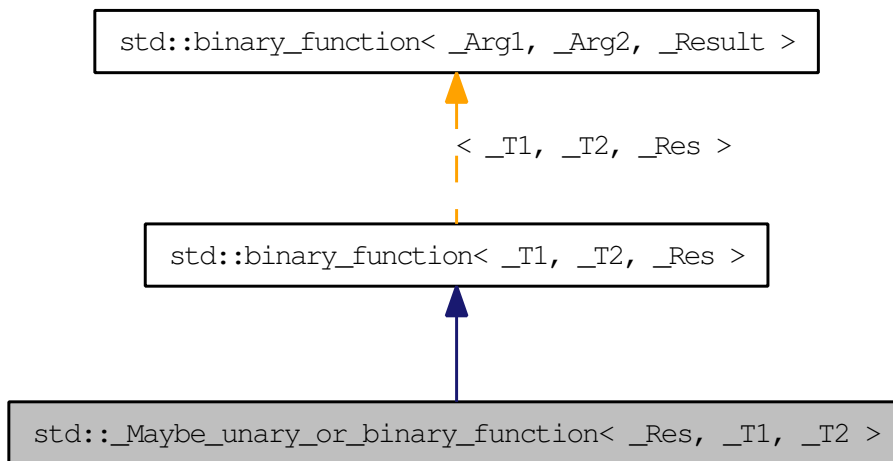 std::binary_function< _Arg1, _Arg2, _Result >
< _T1, _T2, _Res >
std::binary_function< _T1, _T2, _Res >
std::_Maybe_unary_or_binary_function< _Res, _T1, _T2 >